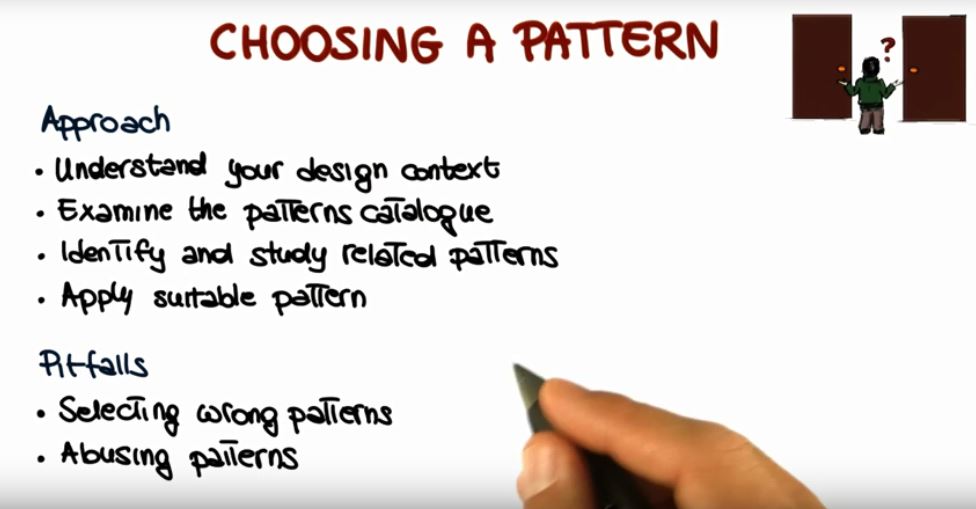 CHOOSING A PATTERN
?
Approach
• Understand your design context
• Examine the patterns catalogue
• Identify and study related patterns
• Apply suitable pattern
Pitfalls
• Selecting wrong patterns
• Abusing patterns